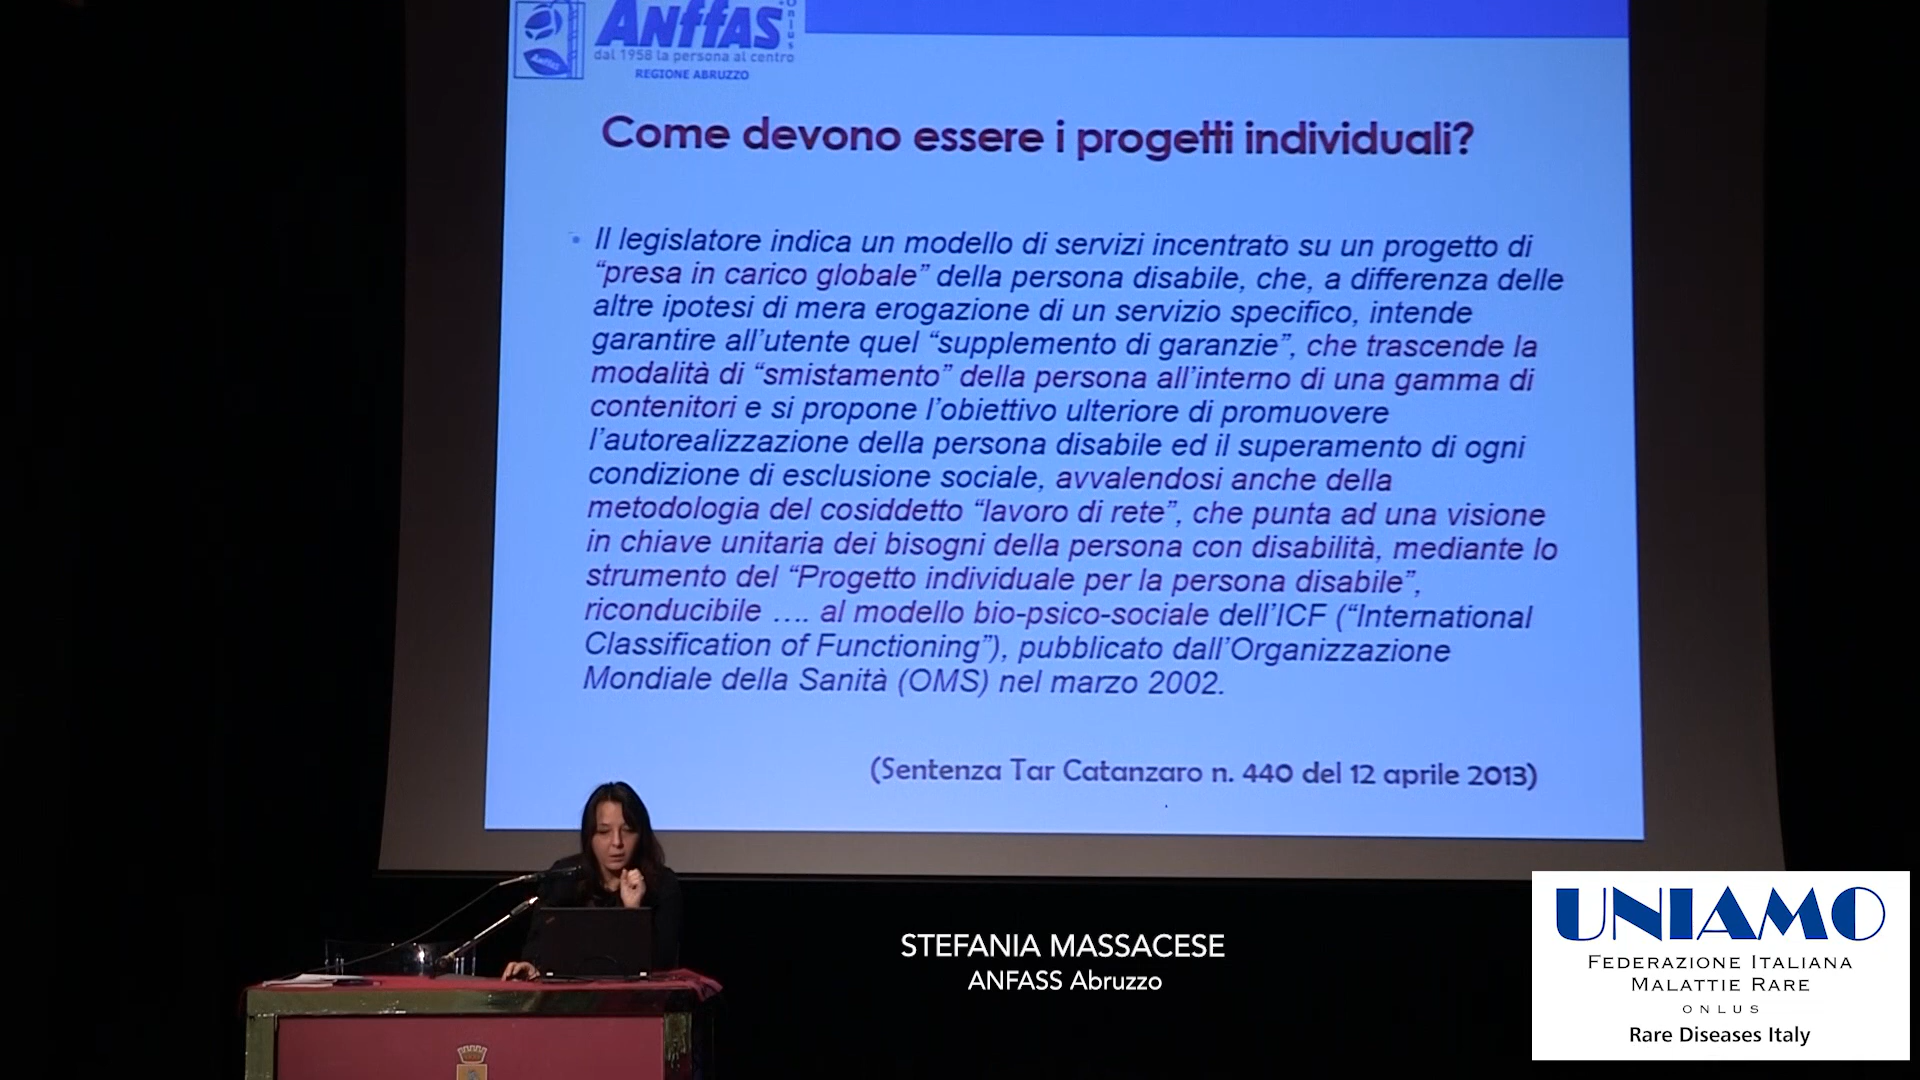 ANFFAS
onlus
dal 1958 la persona al centro
REGIONE ABRUZZO
Come devono essere i progetti individuali?
• Il legislatore indica un modello di servizi incentrato su un progetto di
“presa in carico globale” della persona disabile, che, a differenza delle
altre ipotesi di mera erogazione di un servizio specifico, intende
garantire all’utente quel “supplemento di garanzie”, che trascende la
modalità di “smistamento” della persona all’interno di una gamma di
contenitori e si propone l’obiettivo ulteriore di promuovere
l’autorealizzazione della persona disabile ed il superamento di ogni
condizione di esclusione sociale, avvalendosi anche della
metodologia del cosiddetto “lavoro di rete”, che punta ad una visione
in chiave unitaria dei bisogni della persona con disabilità, mediante lo
strumento del “Progetto individuale per la persona disabile”,
riconducibile …. al modello bio-psico-sociale dell’ICF (“International
Classification of Functioning”), pubblicato dall’Organizzazione
Mondiale della Sanità (OMS) nel marzo 2002.
(Sentenza Tar Catanzaro n. 440 del 12 aprile 2013)
STEFANIA MASSACESE
ANFASS Abruzzo
UNIAMO
FEDERAZIONE ITALIANA
MALATTIE RARE
ONLUS
Rare Diseases Italy